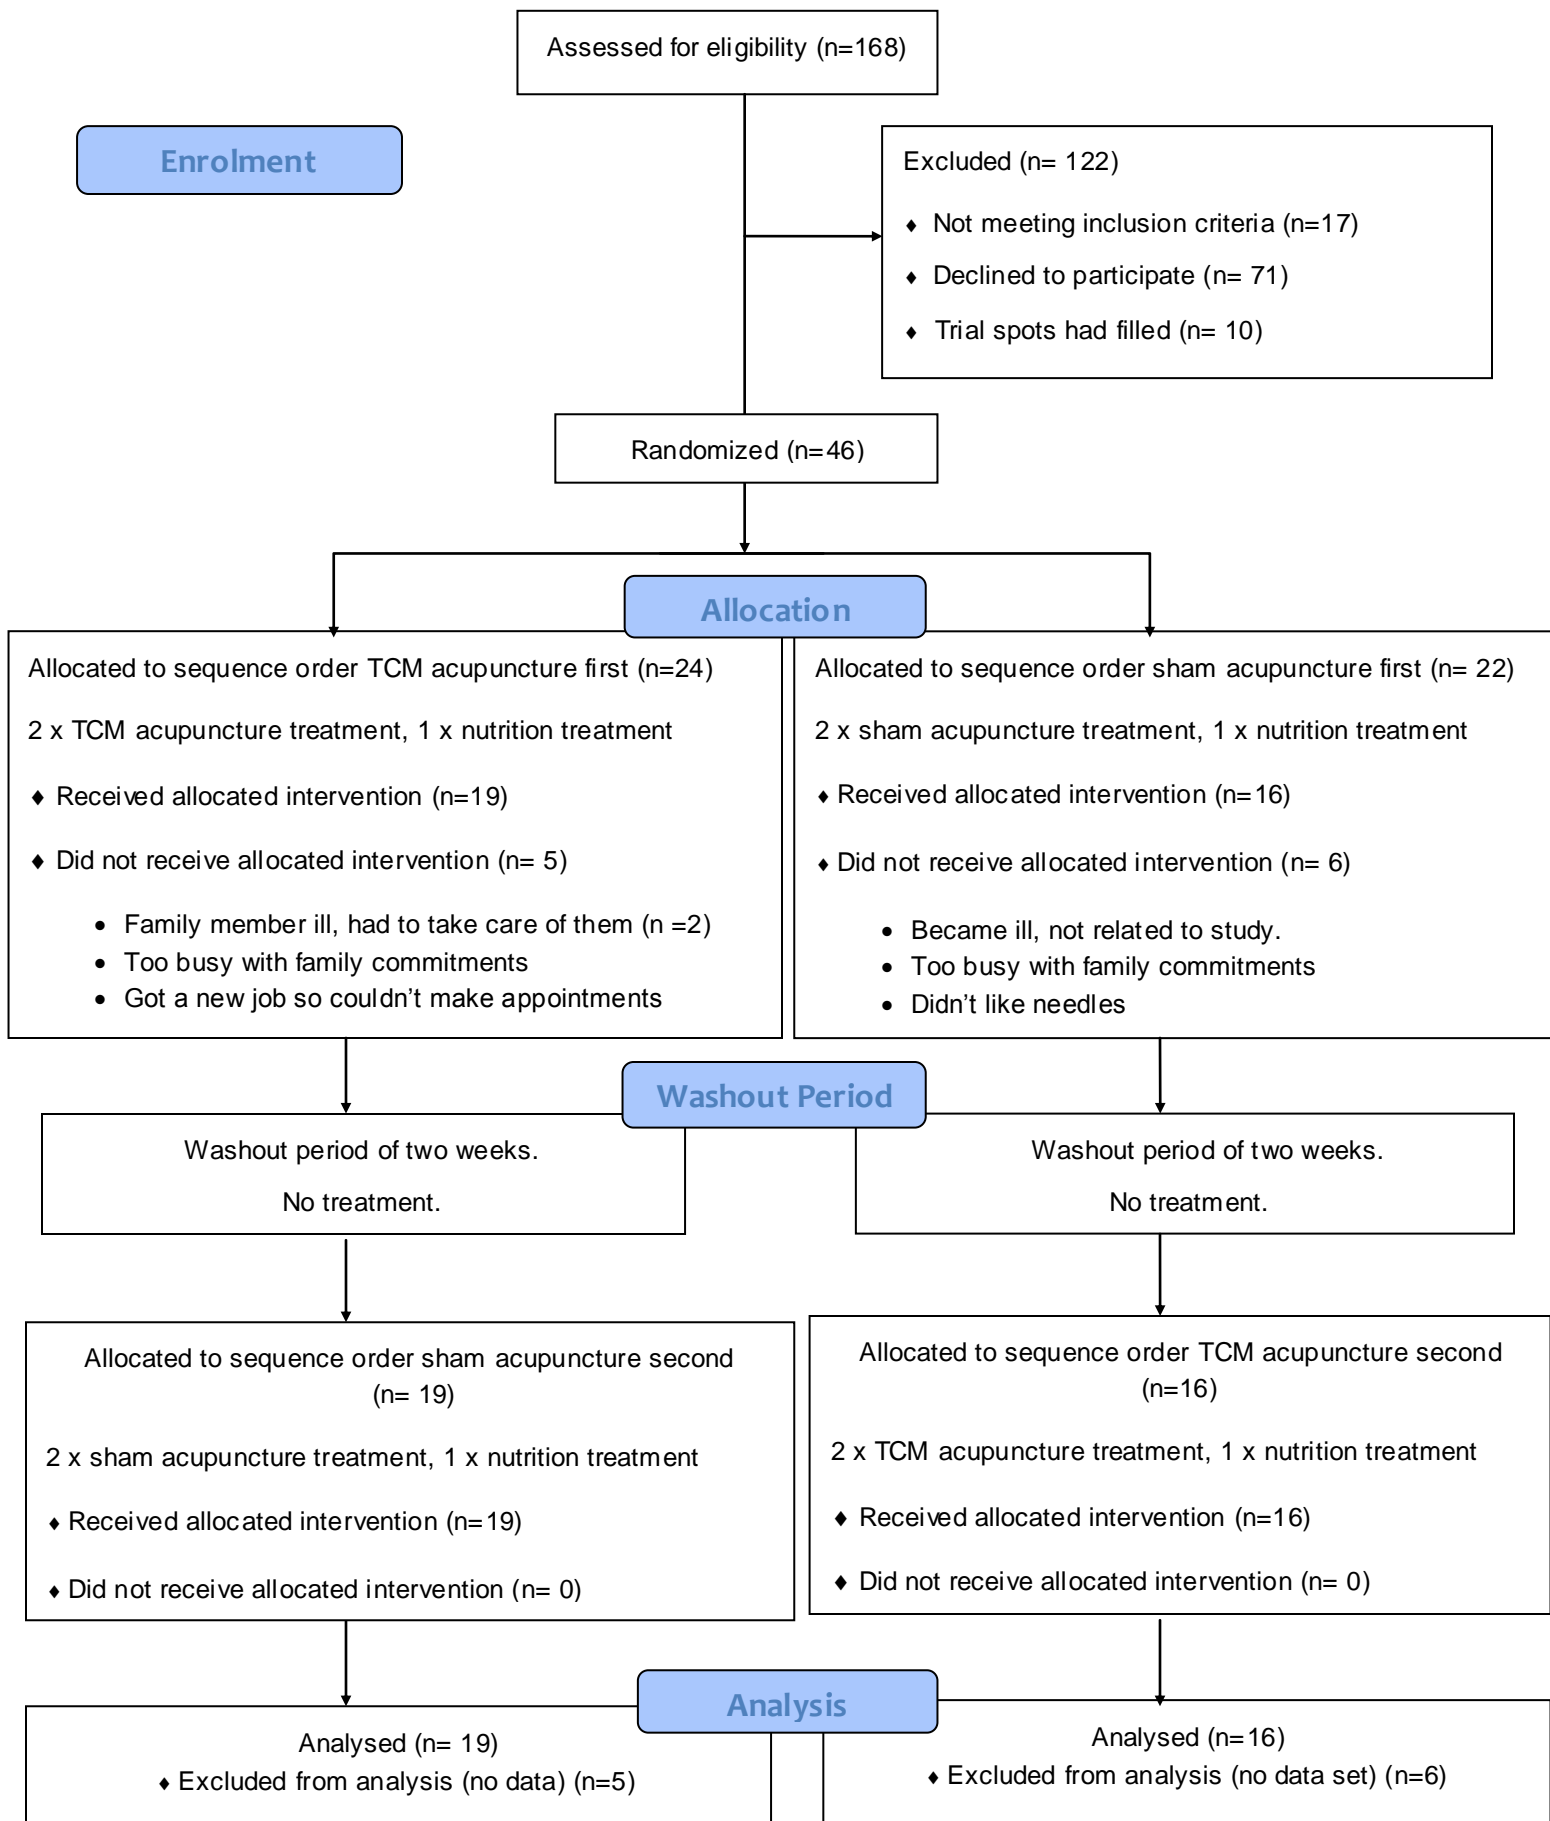 Assessed for eligibility (n=168)
Enrolment
Excluded (n= 122)
♦ Not meeting inclusion criteria (n=17)
♦ Declined to participate (n= 71)
♦ Trial spots had filled (n= 10)
Randomized (n=46)
Allocation
Allocated to sequence order TCM acupuncture first (n=24)
2 x TCM acupuncture treatment, 1 x nutrition treatment
♦ Received allocated intervention (n=19)
♦ Did not receive allocated intervention (n= 5)
• Family member ill, had to take care of them (n =2)
• Too busy with family commitments
• Got a new job so couldn't make appointments
Allocated to sequence order sham acupuncture first (n= 22)
2 x sham acupuncture treatment, 1 x nutrition treatment
♦ Received allocated intervention (n=16)
♦ Did not receive allocated intervention (n= 6)
• Became ill, not related to study.
• Too busy with family commitments
• Didn't like needles
Washout Period
Washout period of two weeks.
No treatment.
Washout period of two weeks.
No treatment.
Allocated to sequence order sham acupuncture second
(n= 19)
2 x sham acupuncture treatment, 1 x nutrition treatment
♦ Received allocated intervention (n=19)
♦ Did not receive allocated intervention (n= 0)
Allocated to sequence order TCM acupuncture second
(n=16)
2 x TCM acupuncture treatment, 1 x nutrition treatment
♦ Received allocated intervention (n=16)
♦ Did not receive allocated intervention (n= 0)
Analysis
Analysed (n= 19)
♦ Excluded from analysis (no data) (n=5)
Analysed (n=16)
♦ Excluded from analysis (no data set) (n=6)